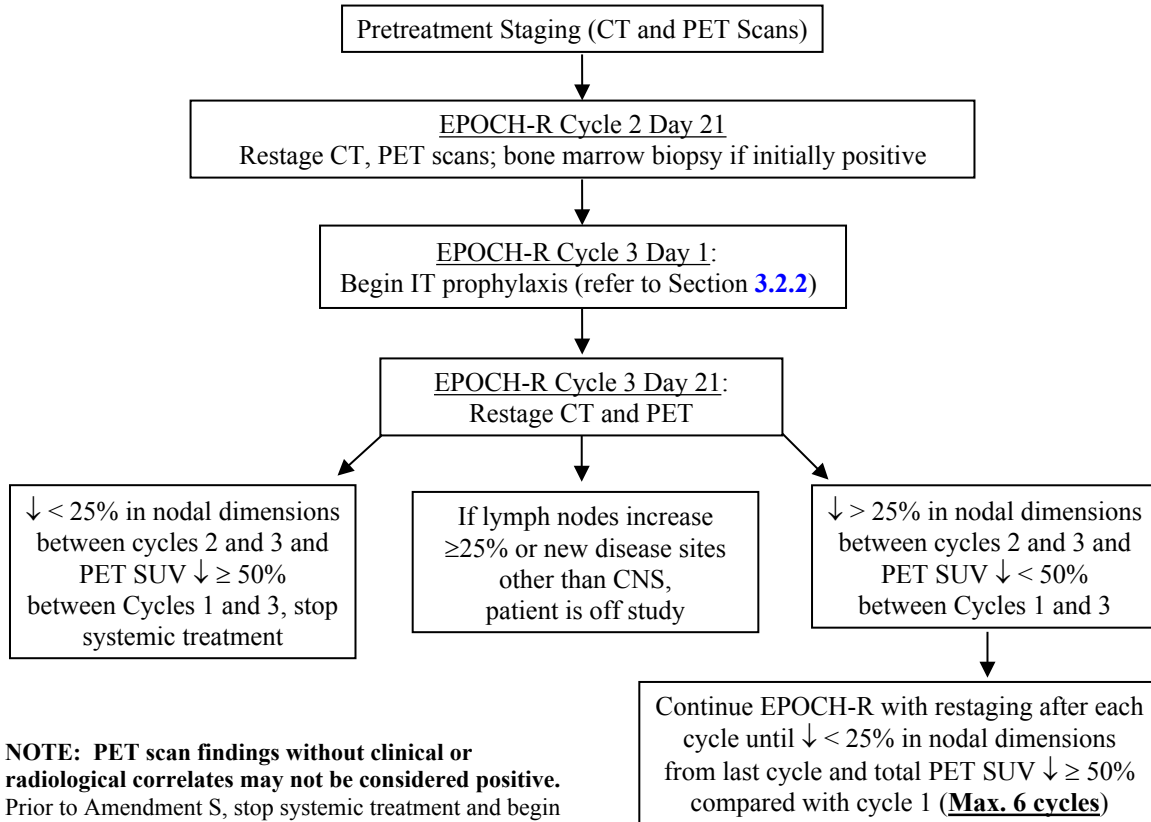 Pretreatment Staging (CT and PET Scans)
EPOCH-R Cycle 2 Day 21
Restage CT, PET scans; bone marrow biopsy if initially positive
EPOCH-R Cycle 3 Day 1:
Begin IT prophylaxis (refer to Section 3.2.2)
EPOCH-R Cycle 3 Day 21:
Restage CT and PET
↓ < 25% in nodal dimensions
between cycles 2 and 3 and
PET SUV ↓ ≥ 50%
between Cycles 1 and 3, stop
systemic treatment
If lymph nodes increase
≥25% or new disease sites
other than CNS,
patient is off study
↓ > 25% in nodal dimensions
between cycles 2 and 3 and
PET SUV ↓ < 50%
between Cycles 1 and 3
Continue EPOCH-R with restaging after each
cycle until ↓ < 25% in nodal dimensions
from last cycle and total PET SUV ↓ ≥ 50%
compared with cycle 1 (Max. 6 cycles)
NOTE: PET scan findings without clinical or
radiological correlates may not be considered positive.
Prior to Amendment S, stop systemic treatment and begin